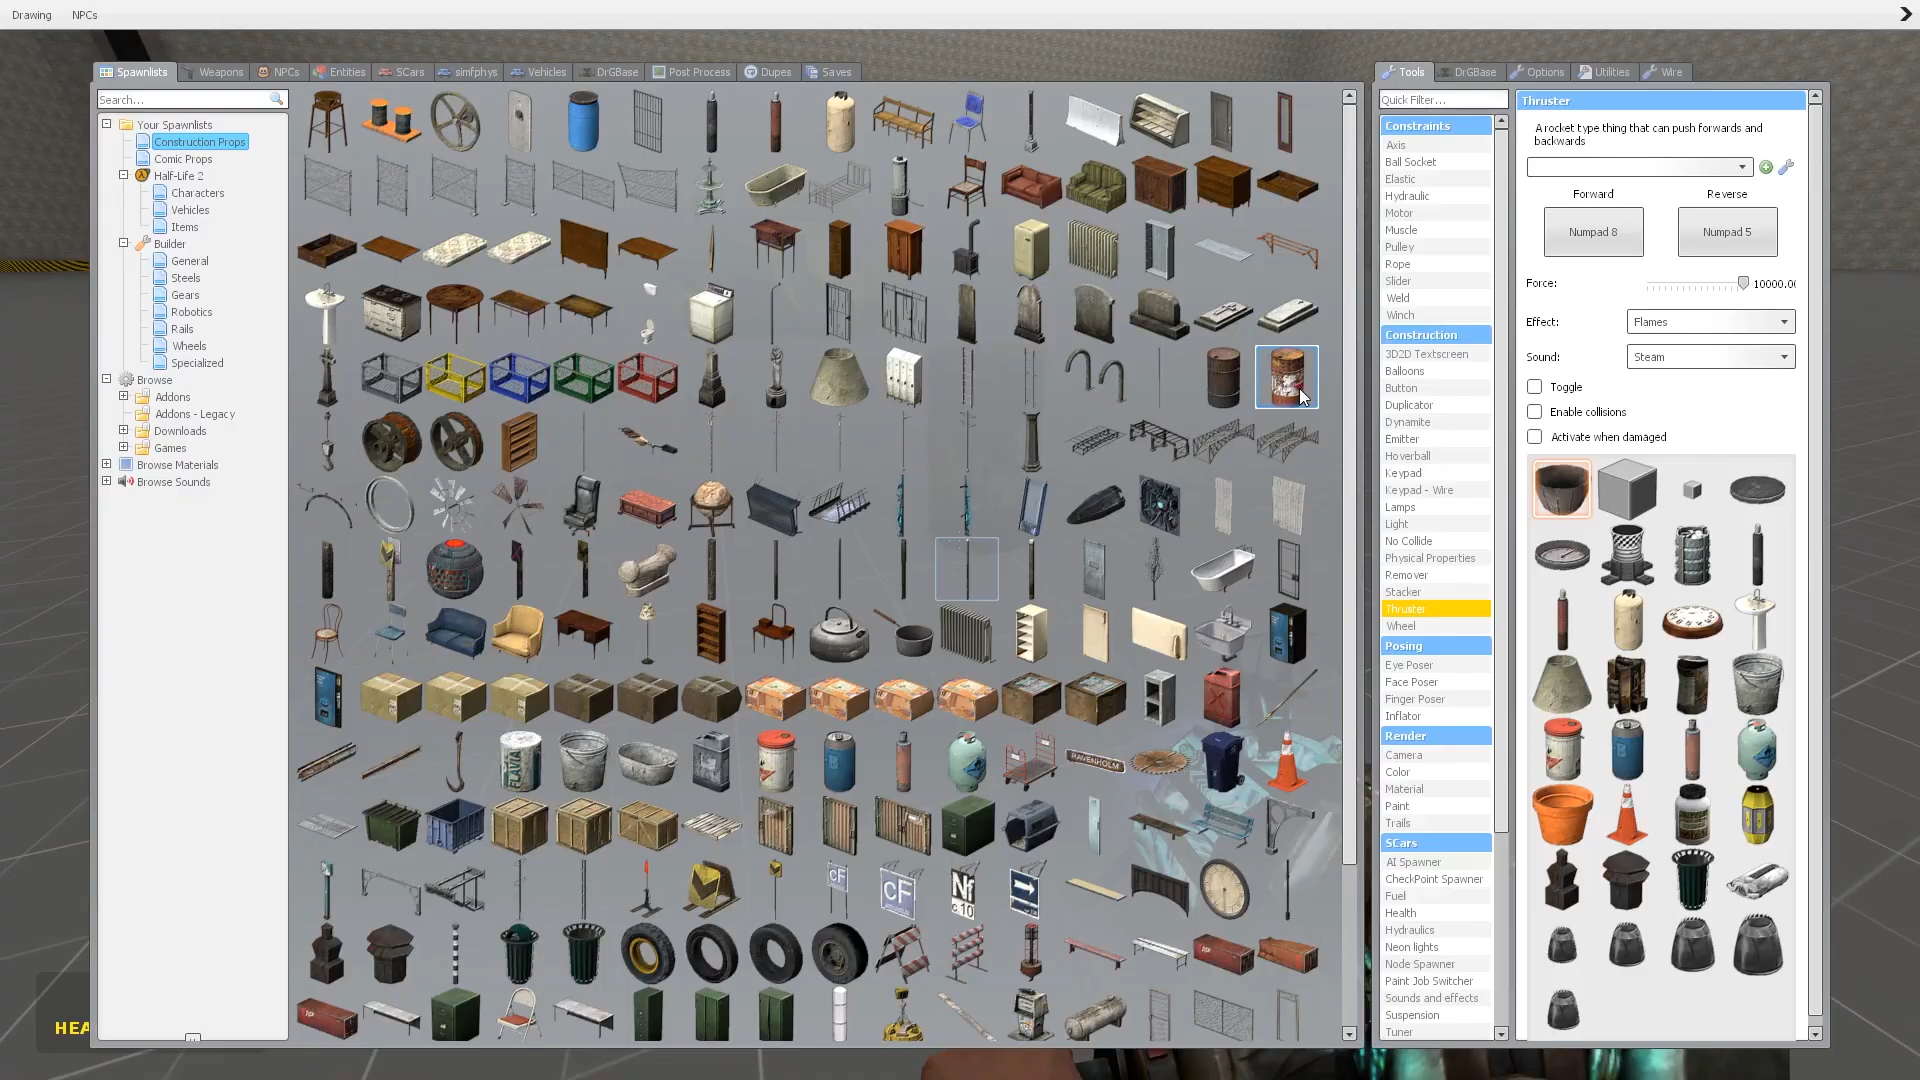 Drawing NPCs
Spawnlists Weapons NPCs Entities SCars simfphys Vehicles DrGBase Post Process Dupes Saves
Search...
Your Spawnlists
Construction Props
Comic Props
Half-Life 2
Characters
Vehicles
Items
Builder
General
Steels
Gears
Robotics
Rails
Wheels
Specialized
Browse
Addons
Addons - Legacy
Downloads
Games
Browse Materials
Browse Sounds
RAVENHOLM
cF
CF
Nf
c 10
HEA
Tools DrGBase Options Utilities Wire
Quick Filter...
Constraints
Axis
Ball Socket
Elastic
Hydraulic
Motor
Muscle
Pulley
Rope
Slider
Weld
Winch
Construction
3D2D Textscreen
Balloons
Button
Duplicator
Dynamite
Emitter
Hoverball
Keypad
Keypad - Wire
Lamps
Light
No Collide
Physical Properties
Remover
Stacker
Thruster
Wheel
Posing
Eye Poser
Face Poser
Finger Poser
Inflator
Render
Camera
Color
Material
Paint
Trails
SCars
AI Spawner
CheckPoint Spawner
Fuel
Health
Hydraulics
Neon lights
Node Spawner
Paint Job Switcher
Sounds and effects
Suspension
Tuner
Thruster
A rocket type thing that can push forwards and
backwards
Forward Reverse
Numpad 8 Numpad 5
Force: 10000.00
Effect: Flames
Sound: Steam
Toggle
Enable collisions
Activate when damaged